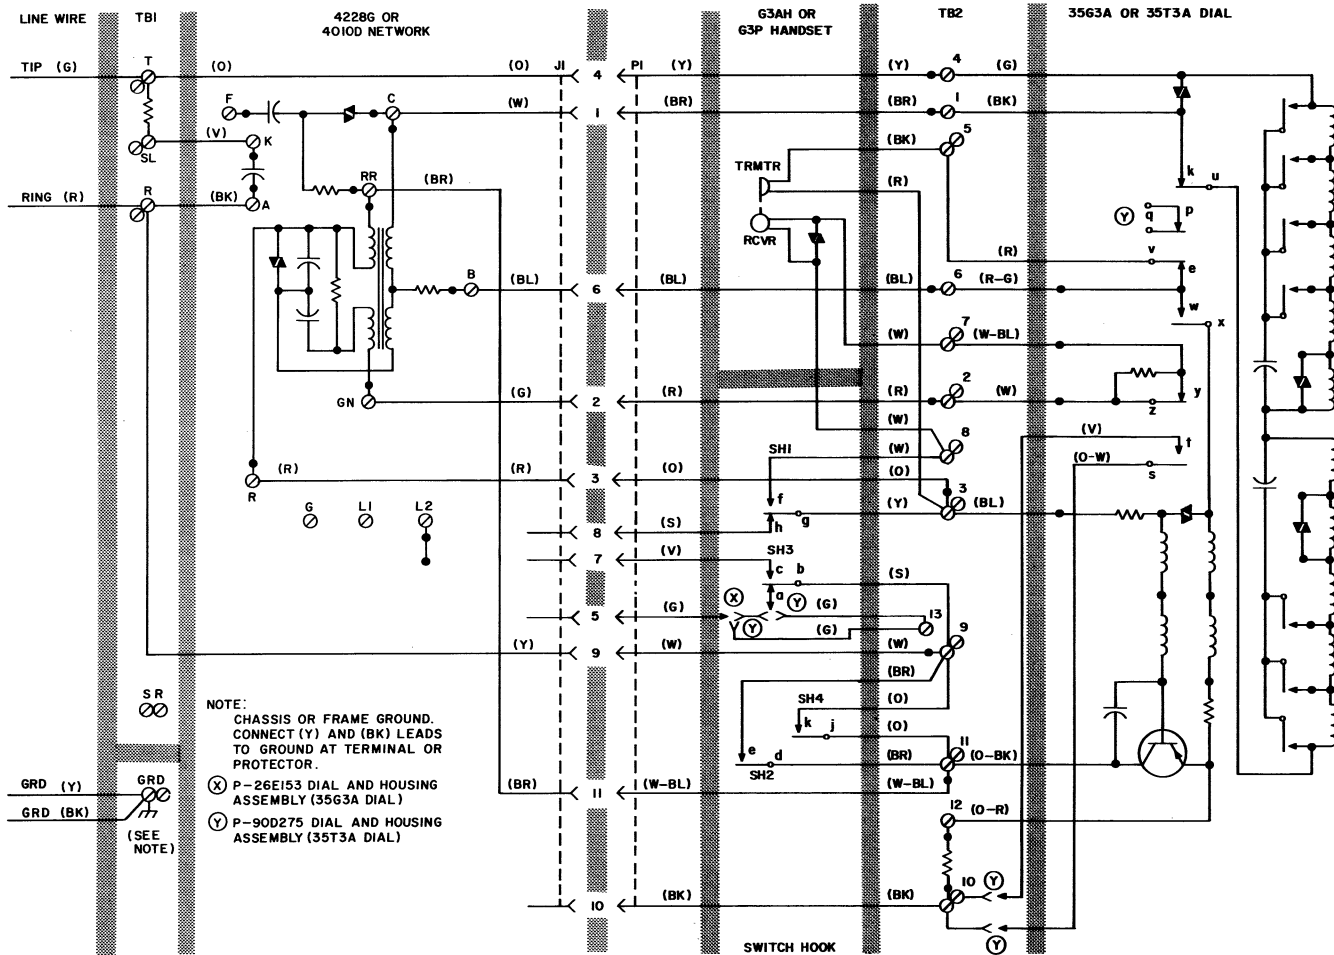 LINE WIRE
TB1
4228G OR
4010D NETWORK
G3AH OR
G3P HANDSET
TB2
35G3A OR 35T3A DIAL
TIP (G)
T
(O)
(O)
J1
4
P1
(Y)
(Y)
4
(G)
F
C
(W)
1
(BR)
(BR)
1
(BK)
(V)
K
SL
5
(BK)
TRMTR
RR
(BR)
(R)
k
u
RING (R)
R
(BK)
A
Y
q
p
RCVR
(R)
v
e
B
(BL)
6
(BL)
(BL)
6
(R-G)
w
x
7
(W)
(W-BL)
GN
(G)
2
(R)
(R)
2
(W)
z
y
(W)
8
(V)
t
SH1
(W)
(O-W)
s
(R)
(R)
3
(O)
(O)
R
3
f
g
(Y)
(BL)
G
L1
L2
8
(S)
h
7
(V)
SH3
c
b
(S)
a
X
Y
(G)
5
(G)
Y
(G)
13
9
(Y)
9
(W)
(W)
(BR)
S R
SH4
(O)
k
j
(O)
NOTE:
CHASSIS OR FRAME GROUND.
CONNECT (Y) AND (BK) LEADS
TO GROUND AT TERMINAL OR
PROTECTOR.
e
d
SH2
(BR)
11
(O-BK)
GRD (Y)
GRD
X P-26E153 DIAL AND HOUSING
ASSEMBLY (35G3A DIAL)
(BR)
11
(W-BL)
(W-BL)
GRD (BK)
12
(O-R)
(SEE
NOTE)
Y P-90D275 DIAL AND HOUSING
ASSEMBLY (35T3A DIAL)
10
Y
10
(BK)
(BK)
Y
SWITCH HOOK